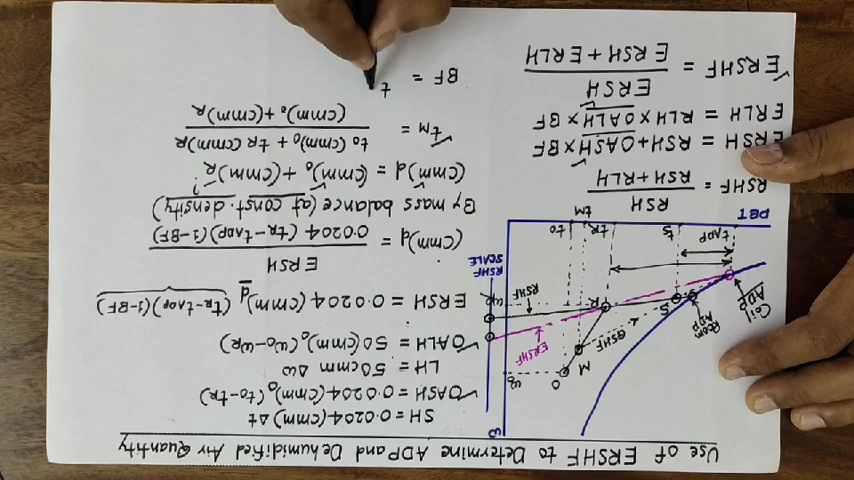 Use of ERSHF to Determine ADP and Dehumidified Air Quantity
SH = 0.0204 (cmm) Δt
OASH = 0.0204 (cmm)o (to-tR)
LH = 50 cmm Δω
OALH = 50 (cmm)o (ωo-ωR)
ERSH = 0.0204 (cmm)d (tR-tADP) (1-BF)
(cmm)d = ERSH / 0.0204 (tR-tADP) (1-BF)
By mass balance (at const. density)
(cmm)d = (cmm)o + (cmm)R ?
tM = to (cmm)o + tR (cmm)R / (cmm)o + (cmm)R
BF = t
ω
O
M
R
S
ωo
ωR
RSHF
ERSHF
RSHF
RSHF SCALE
Room ADP
Coil ADP
tADP
tS
tR
tM
to
DBT
RSHF = RSH / RSH + RLH
ERSH = RSH + OASH × BF
ERLH = RLH × OALH × BF
ERSHF = ERSH / ERSH + ERLH